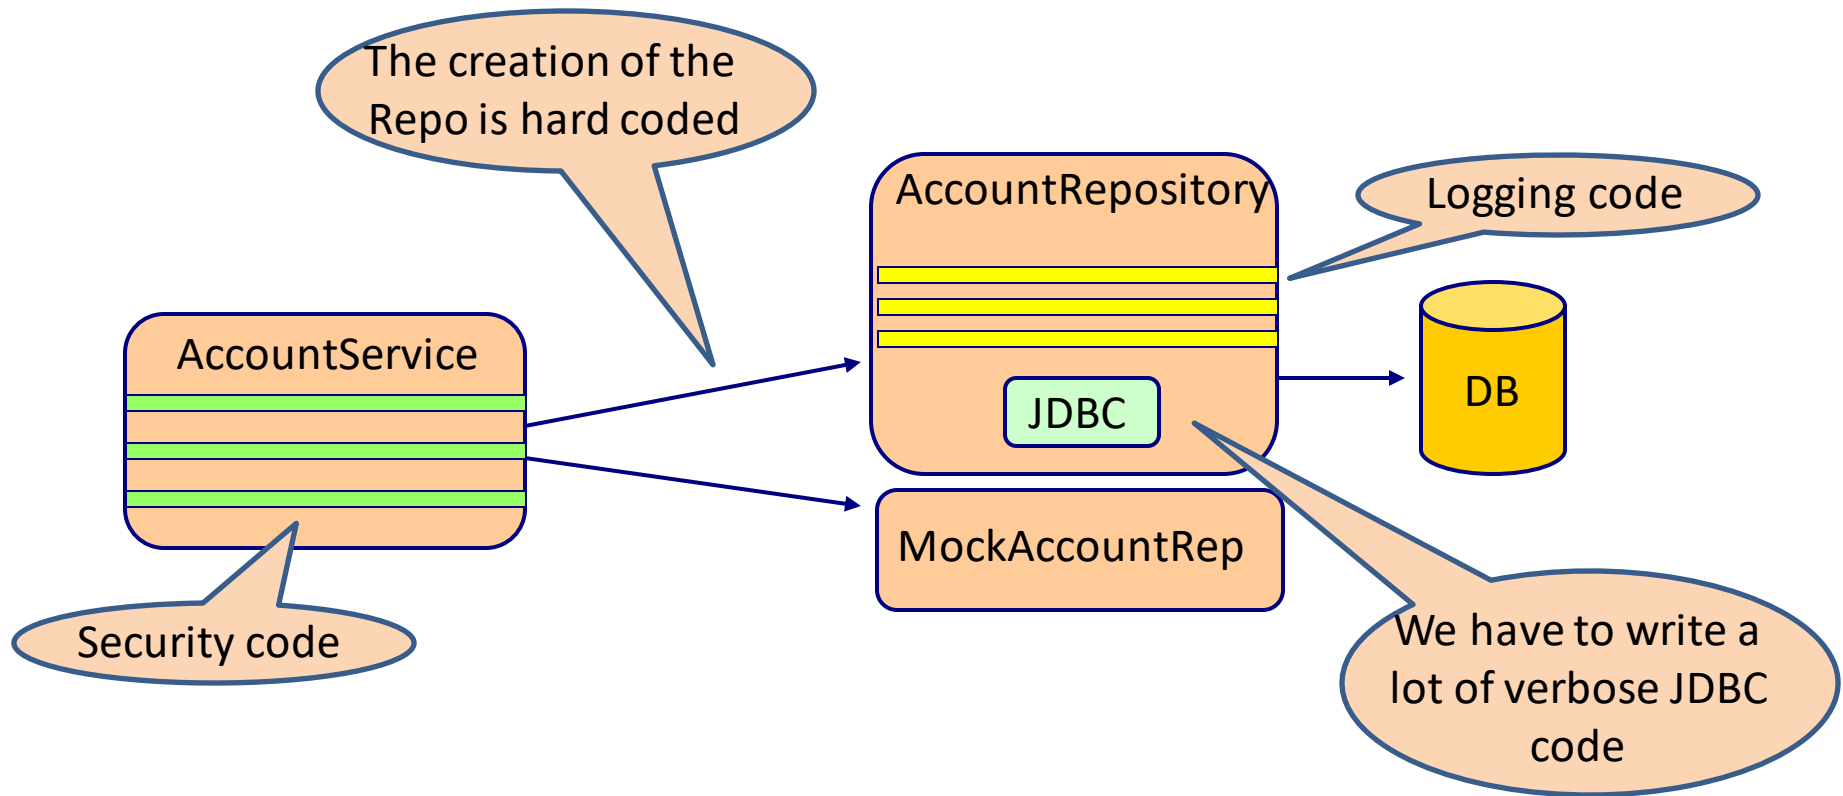 The creation of the
Repo is hard coded
AccountRepository
Logging code
AccountService
DB
JDBC
MockAccountRep
Security code
We have to write a
lot of verbose JDBC
code